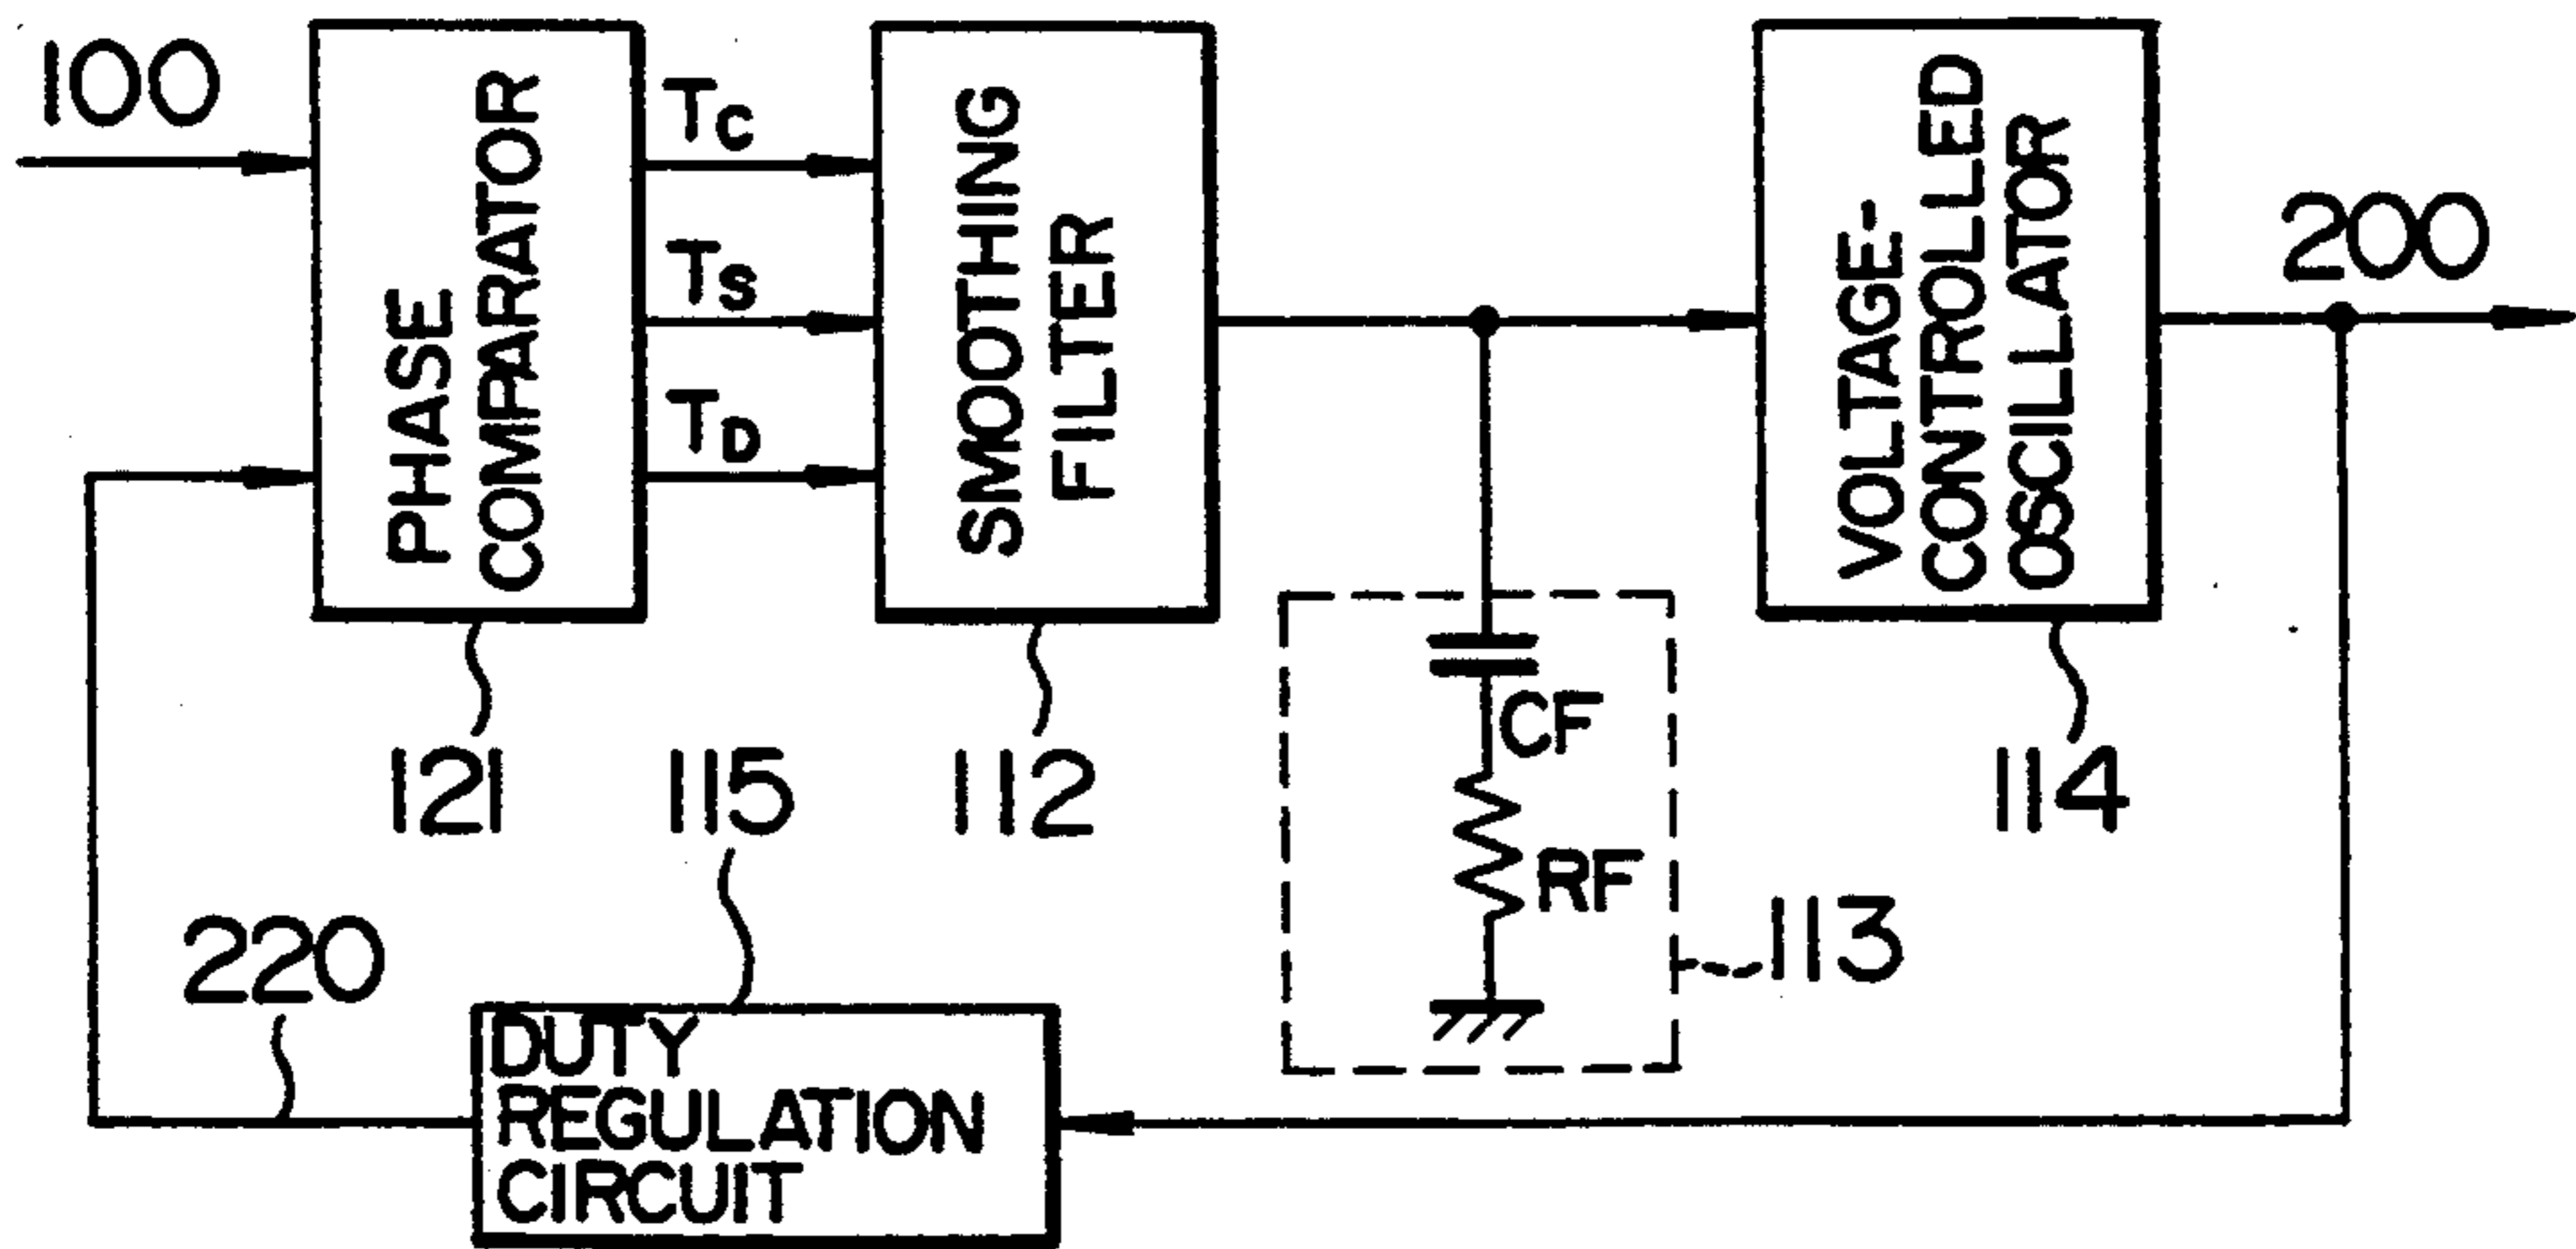 100
PHASE
COMPARATOR
TC
TS
TD
SMOOTHING
FILTER
VOLTAGE-
CONTROLLED
OSCILLATOR
200
121
115
112
CF
RF
113
114
220
DUTY
REGULATION
CIRCUIT